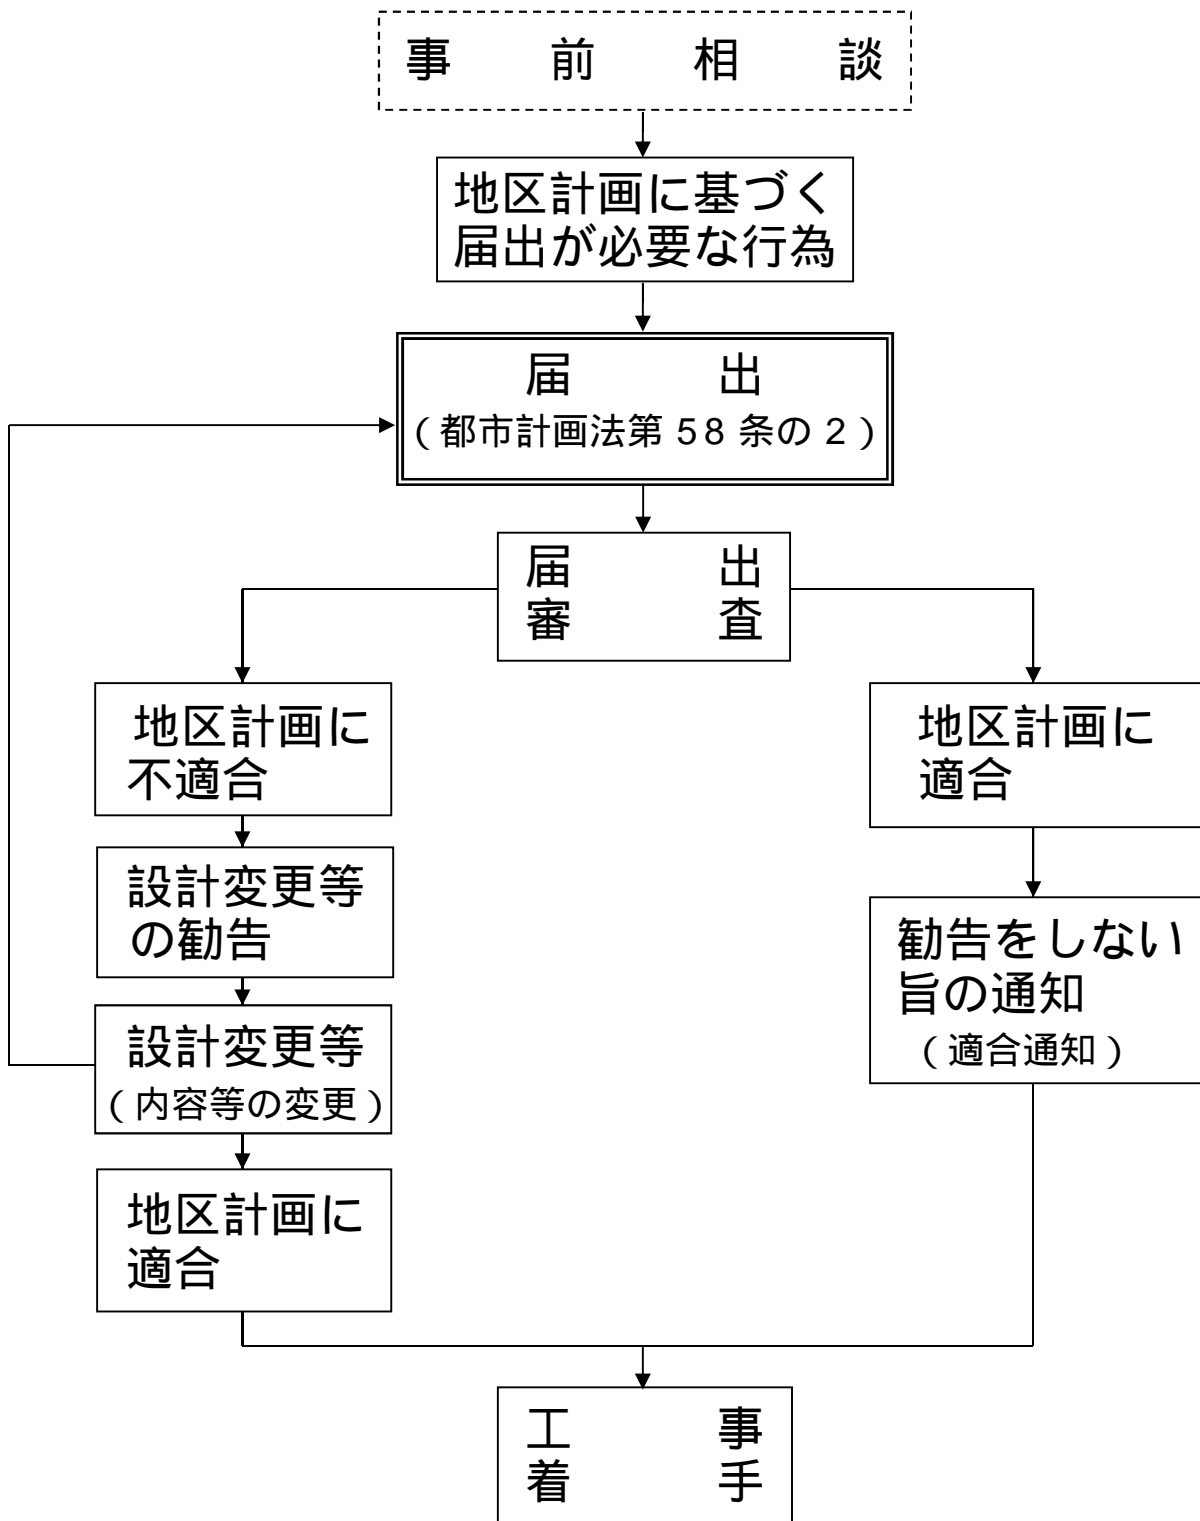 事前相談
地区計画に基づく
届出が必要な行為
届出
（都市計画法第58条の2）
届出
審査
地区計画に
不適合
設計変更等
の勧告
設計変更等
（内容等の変更）
地区計画に
適合
地区計画に
適合
勧告をしない
旨の通知
（適合通知）
工事
着手